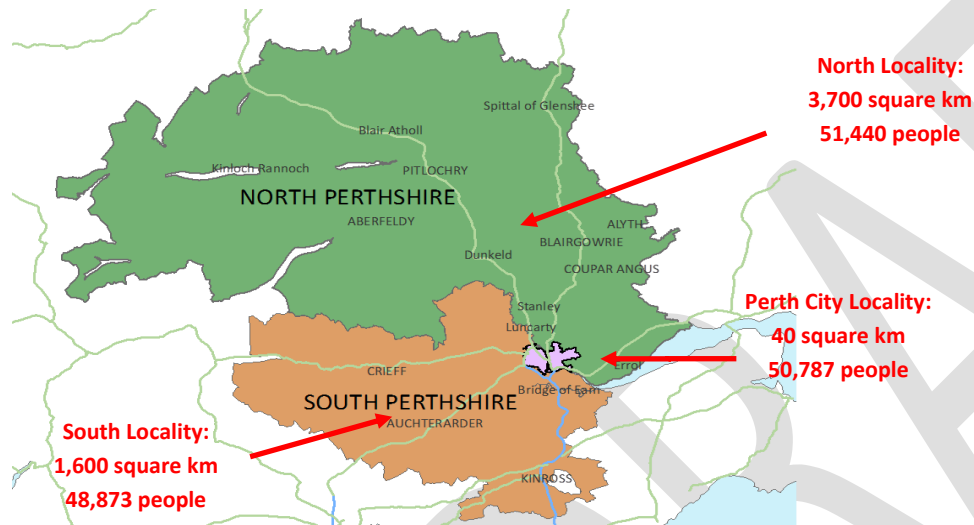 North Locality:
3,700 square km
51,440 people
Spittal of Glenshee
Blair Atholl
Kinloch Rannoch
PITLOCHRY
NORTH PERTHSHIRE
ABERFELDY
ALYTH
BLAIRGOWRIE
Dunkeld
COUPAR ANGUS
Stanley
Luncarty
Perth City Locality:
40 square km
50,787 people
Errol
CRIEFF
Bridge of Earn
SOUTH PERTHSHIRE
AUCHTERARDER
South Locality:
1,600 square km
48,873 people
KINROSS